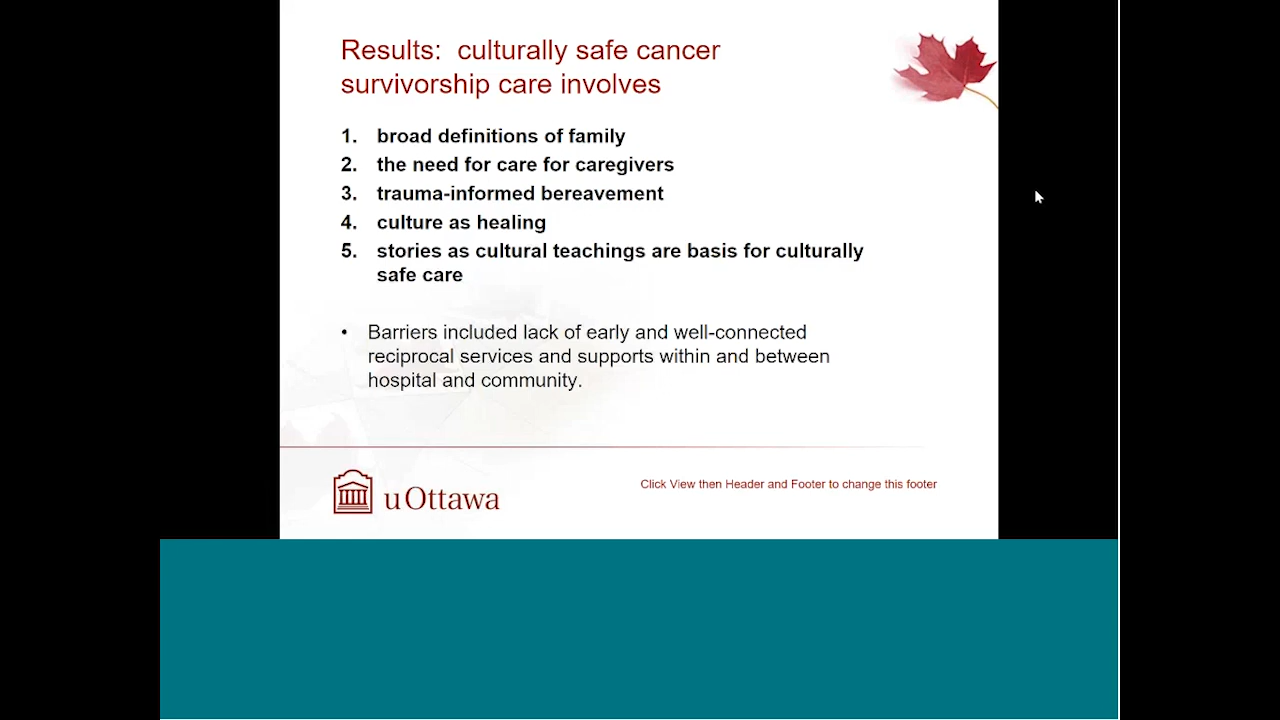 Results: culturally safe cancer
survivorship care involves
1. broad definitions of family
2. the need for care for caregivers
3. trauma-informed bereavement
4. culture as healing
5. stories as cultural teachings are basis for culturally
safe care
• Barriers included lack of early and well-connected
reciprocal services and supports within and between
hospital and community.
uOttawa
Click View then Header and Footer to change this footer